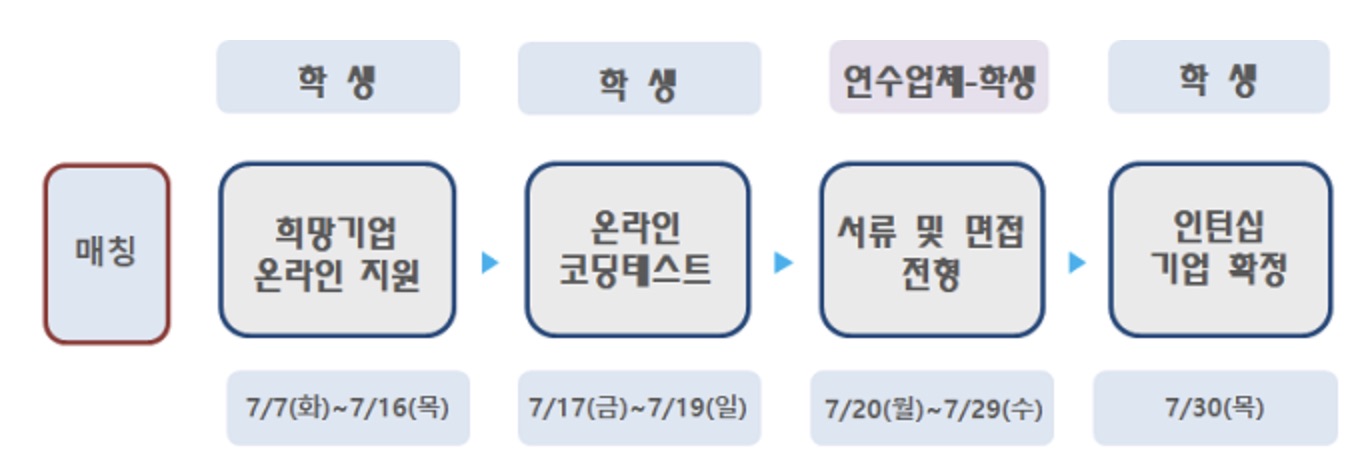 학 생
학 생
연수업체-학생
학 생
매칭
희망기업
온라인 지원
온라인
코딩테스트
서류 및 면접
전형
인턴십
기업 확정
7/7(화)~7/16(목)
7/17(금)~7/19(일)
7/20(월)~7/29(수)
7/30(목)